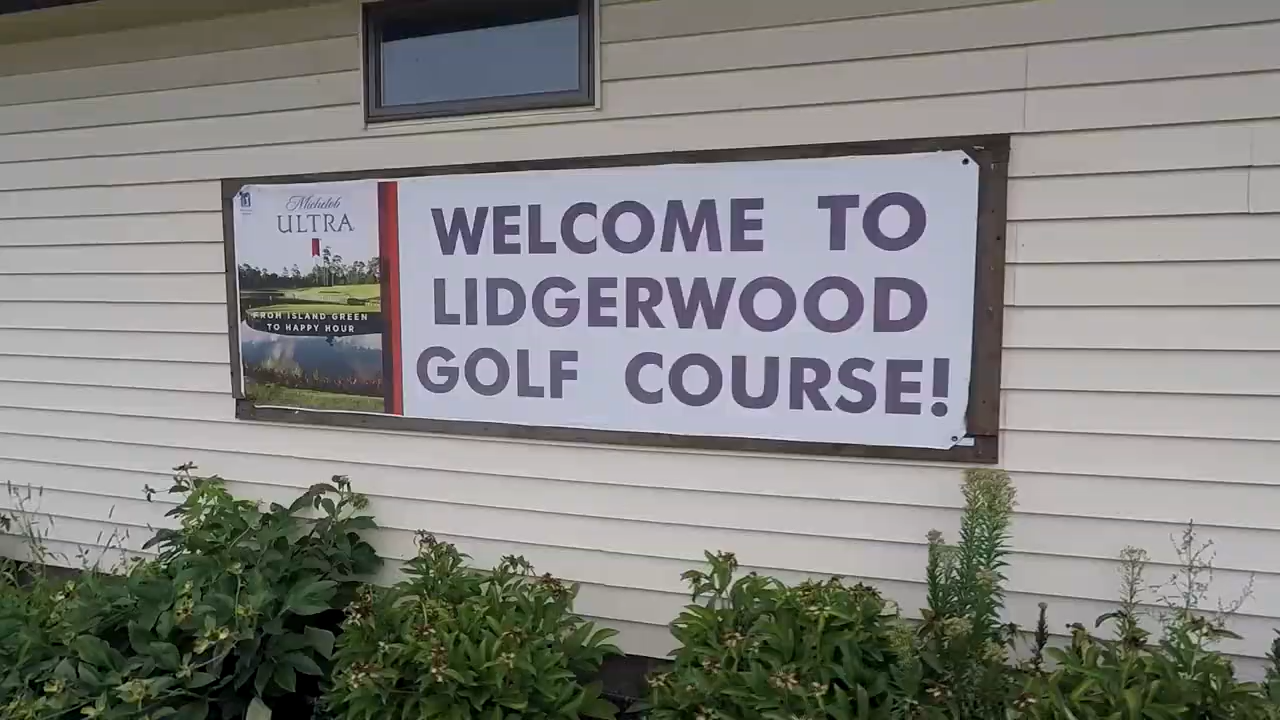 Michelob
ULTRA
FROM ISLAND GREEN
TO HAPPY HOUR
WELCOME TO
LIDGERWOOD
GOLF COURSE!